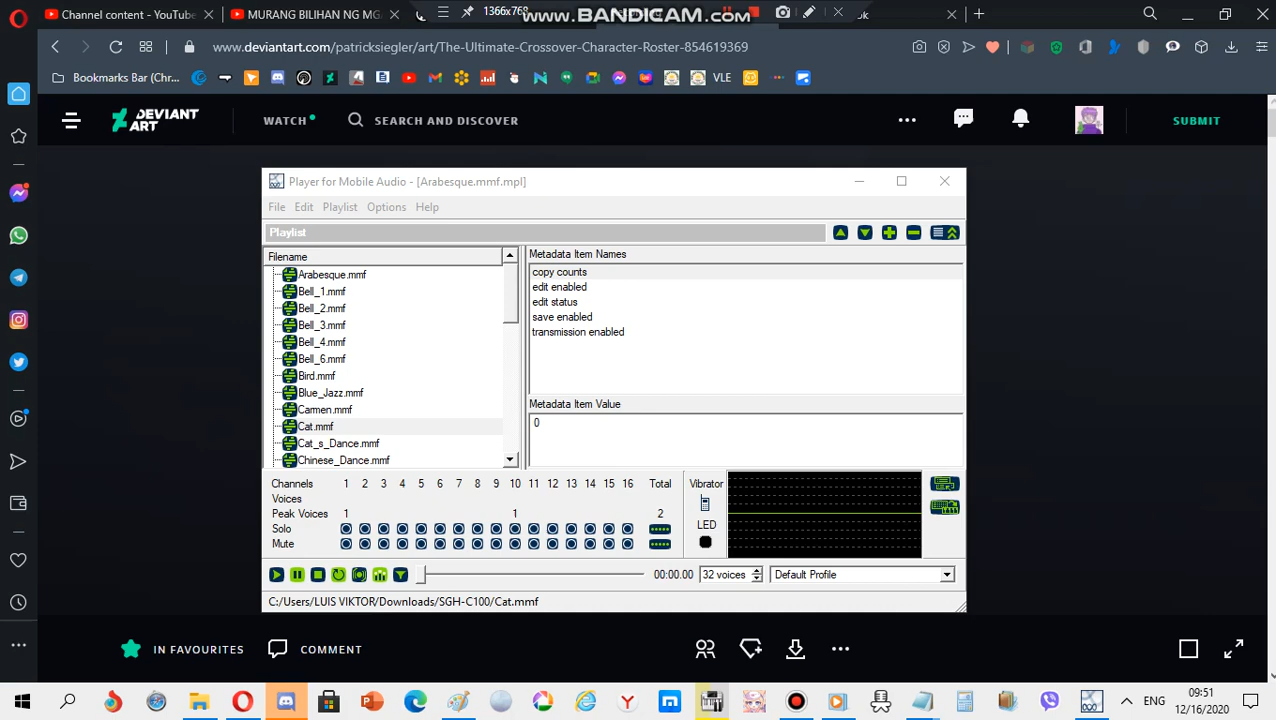 Channel content - YouTube
MURANG BILIHAN NG MG
1366x768
www.BANDICAM.com
www.deviantart.com/patricksiegler/art/The-Ultimate-Crossover-Character-Roster-854619369
Bookmarks Bar (Chr...
VLE
DEVIANT ART
WATCH
SEARCH AND DISCOVER
SUBMIT
Player for Mobile Audio - [Arabesque.mmf.mpl]
File Edit Playlist Options Help
Playlist
Filename
Arabesque.mmf
Bell_1.mmf
Bell_2.mmf
Bell_3.mmf
Bell_4.mmf
Bell_6.mmf
Bird.mmf
Blue_Jazz.mmf
Carmen.mmf
Cat.mmf
Cat_s_Dance.mmf
Chinese_Dance.mmf
Metadata Item Names
copy counts
edit enabled
edit status
save enabled
transmission enabled
Metadata Item Value
0
Channels 1 2 3 4 5 6 7 8 9 10 11 12 13 14 15 16 Total
Voices
Peak Voices 1 1 2
Solo
Mute
Vibrator
LED
00:00.00 32 voices Default Profile
C:/Users/LUIS VIKTOR/Downloads/SGH-C100/Cat.mmf
IN FAVOURITES COMMENT
ENG
09:51
12/16/2020